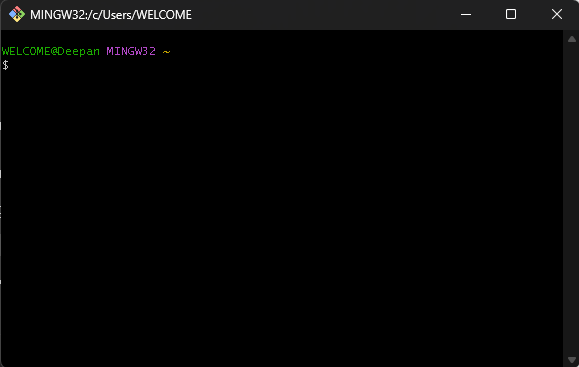 MINGW32:/c/Users/WELCOME
WELCOME@Deepan MINGW32 ~
$